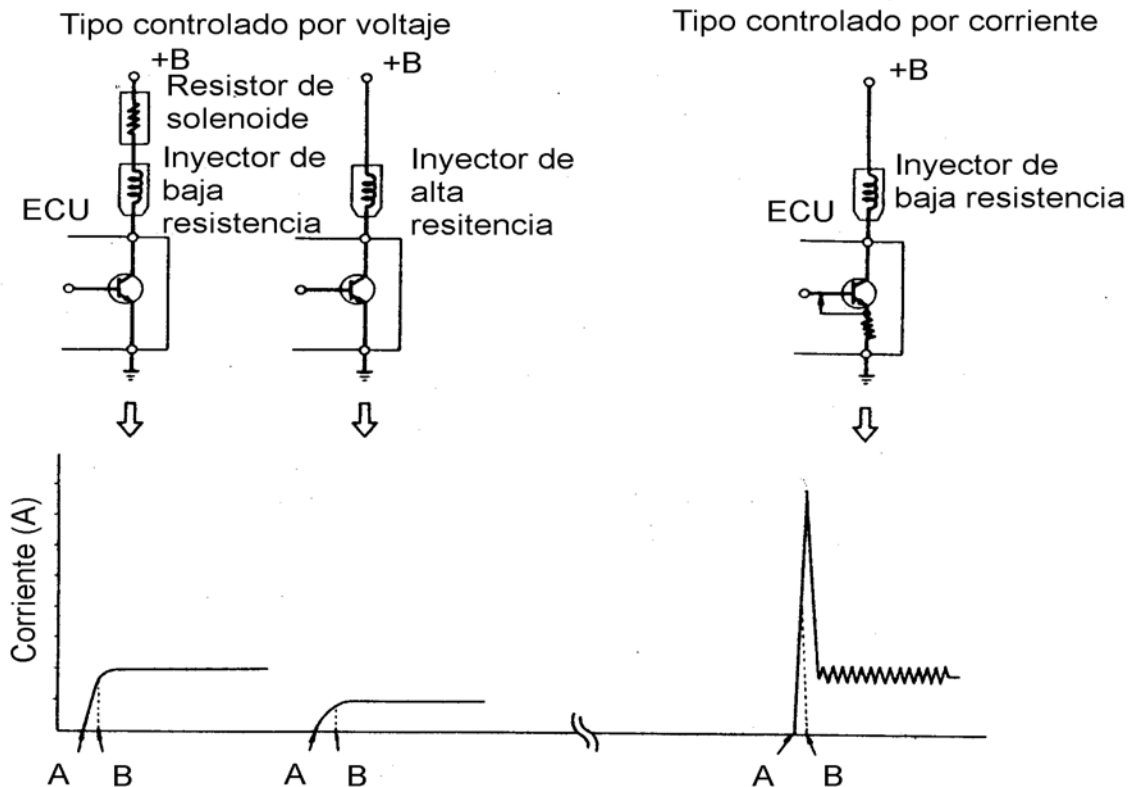 Tipo controlado por voltaje
Tipo controlado por corriente
+B
+B
+B
Resistor de
solenoide
Inyector de
baja
resistencia
Inyector de
alta
resitencia
Inyector de
baja resistencia
ECU
ECU
Corriente (A)
A
B
A
B
A
B